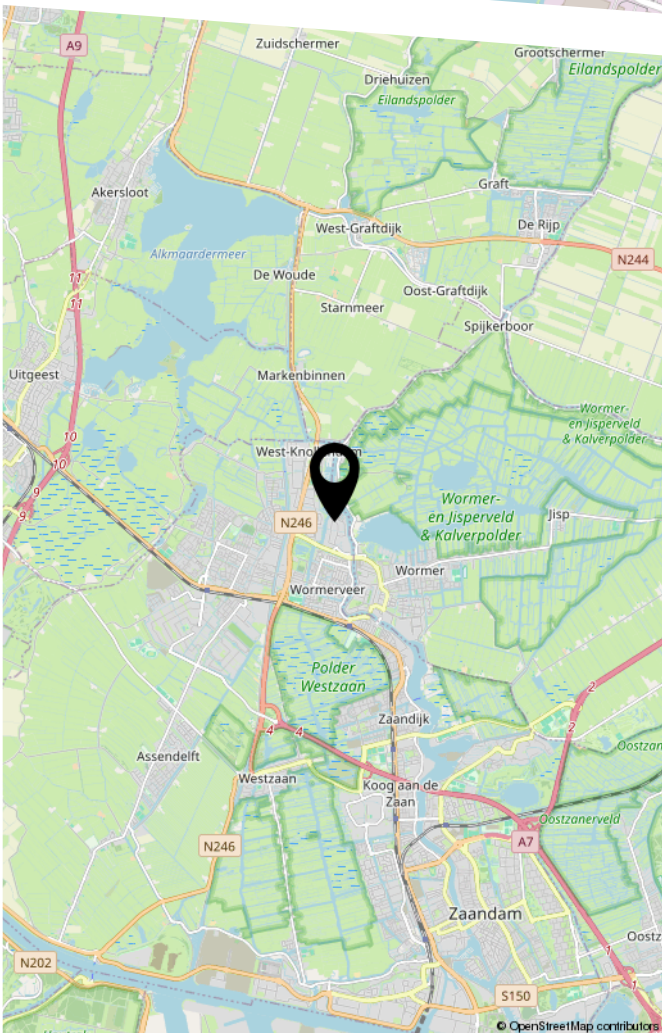 A9
Zuidschermer
Grootschermer
Eilandspolder
Driehuizen
Eilandspolder
Akersloot
Graft
De Rijp
West-Graftdijk
Alkmaardermeer
N244
De Woude
11
11
Oost-Graftdijk
Starnmeer
Spijkerboor
Uitgeest
Markenbinnen
Wormer-
en Jisperveld
& Kalverpolder
10
10
9
9
N246
Wormer-
en Jisperveld
& Kalverpolder
Jisp
Wormer
Wormerveer
Polder
Westzaan
2
2
4
4
Zaandijk
Assendelft
Westzaan
Koog aan de
Zaan
Oostzanerveld
A7
N246
Zaandam
N202
S150
1
1
© OpenStreetMap contributors